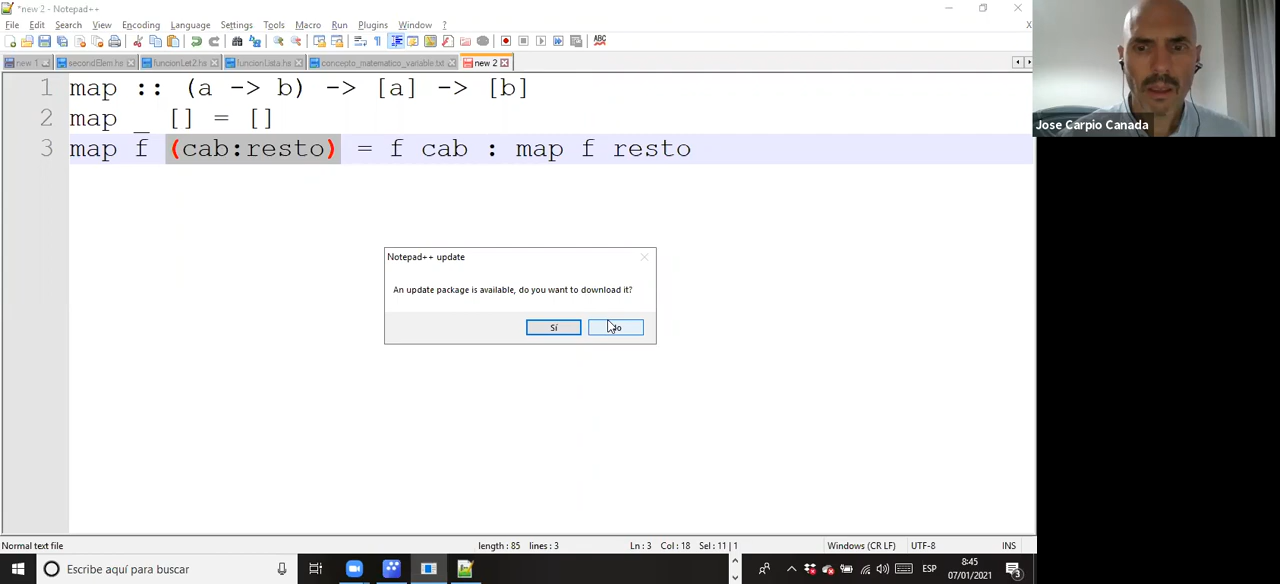 *new 2 - Notepad++
File Edit Search View Encoding Language Settings Tools Macro Run Plugins Window ?
new 1 secondElem.hs funcionLet2.hs funcionLista.hs concepto_matematico_variable.txt new 2
1 map :: (a -> b) -> [a] -> [b]
2 map _ [] = []
3 map f (cab:resto) = f cab : map f resto
Jose Carpio Canada
Notepad++ update
An update package is available, do you want to download it?
Sí
Normal text file length : 85 lines : 3 Ln : 3 Col : 18 Sel : 11 | 1 Windows (CR LF) UTF-8 INS
Escribe aquí para buscar
ESP
8:45
07/01/2021
3